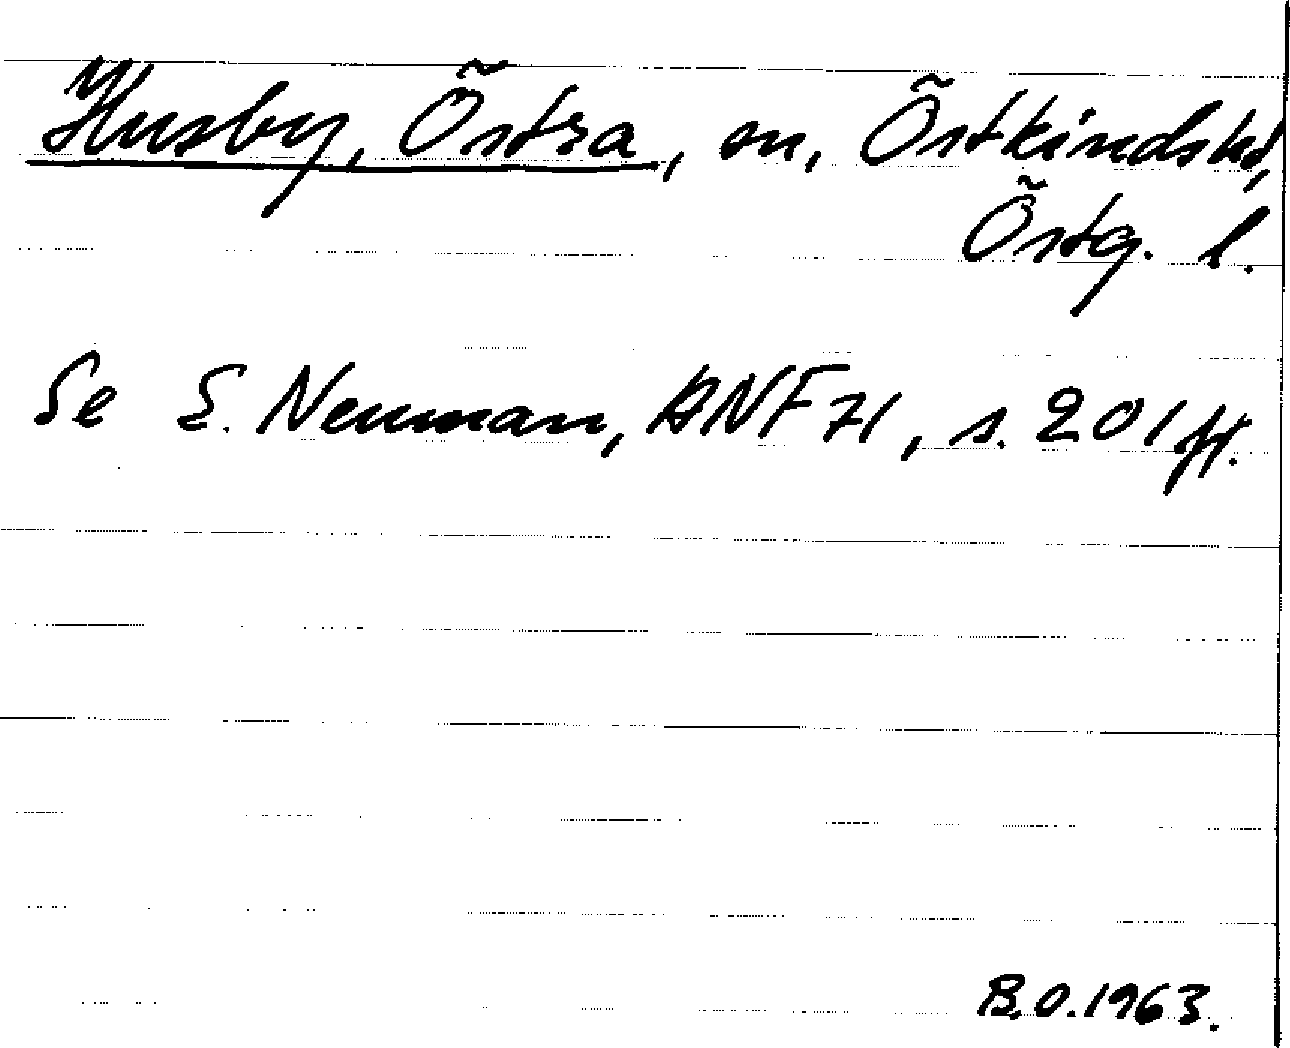 Husby, Östra, sn, Östkinds hd,
Östg. l.
Se E. Neuman, ANF 71, s. 201 ff.
B.O. 1963.